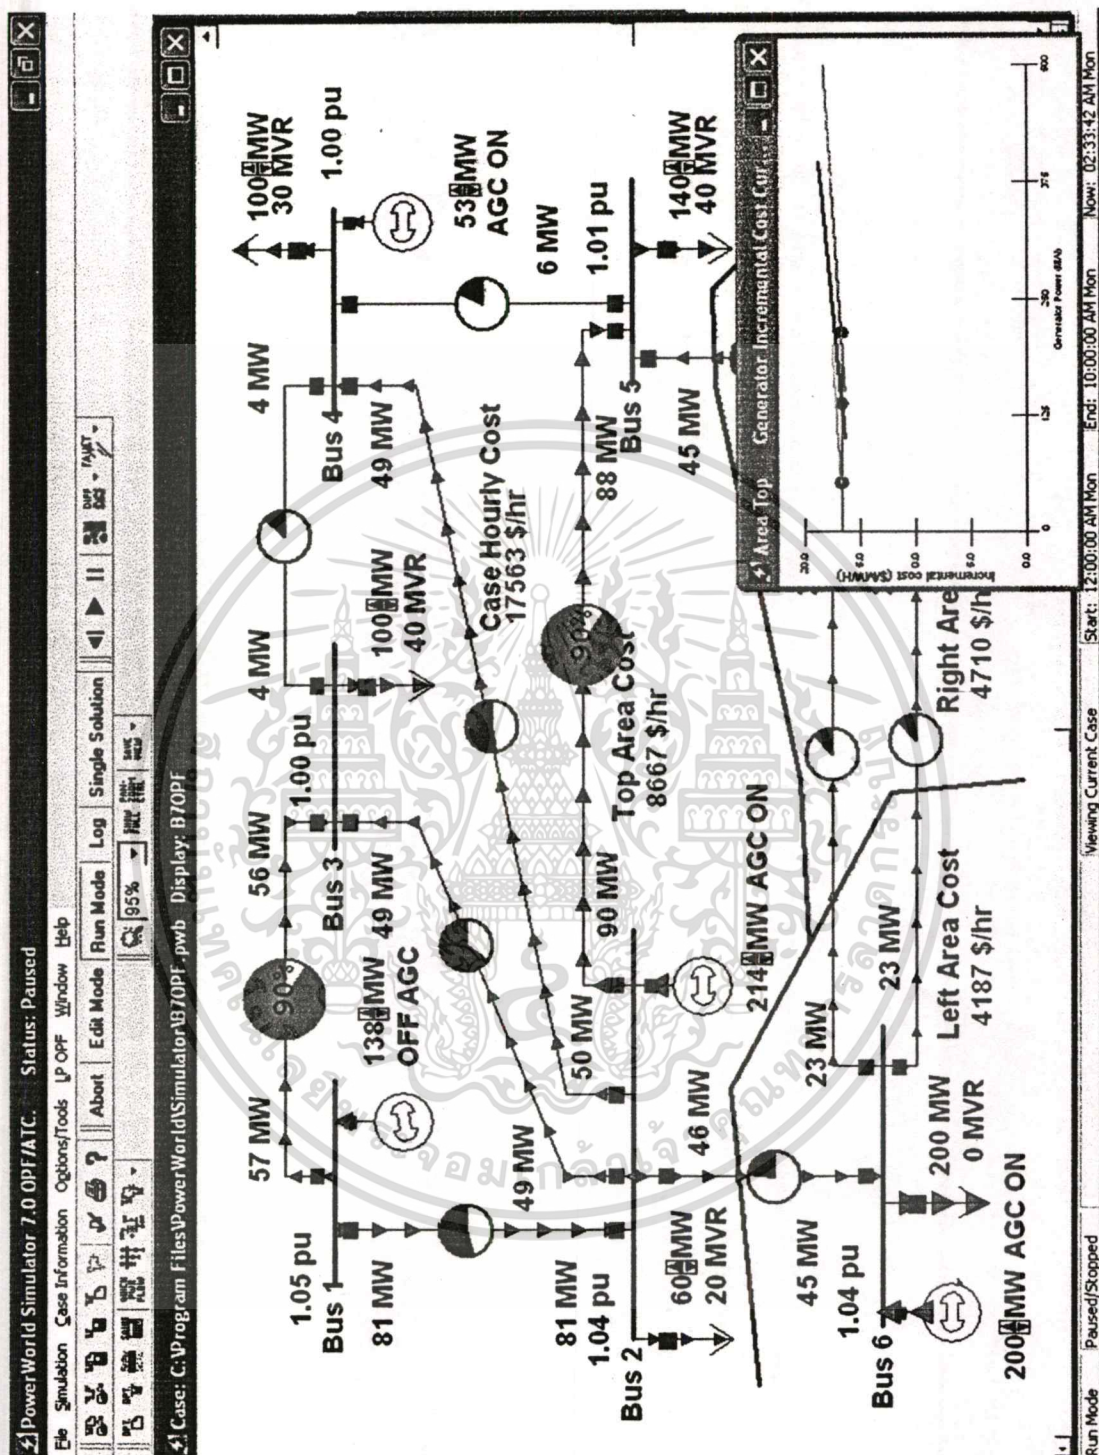 PowerWorld Simulator 7.0 OPF/ATC. Status: Paused
File Simulation Case Information Options/Tools LP OPF Window Help
Abort Edit Mode Run Mode Log Single Solution
95%
Case: C:\Program Files\PowerWorld\Simulator\B7OPF.pwb Display: B7OPF
57 MW
90%
56 MW
4 MW
4 MW
100 MW
30 MVR
1.05 pu
1.00 pu
1.00 pu
Bus 1
Bus 3
Bus 4
138 MW
OFF AGC
100 MW
40 MVR
53 MW
AGC ON
81 MW
49 MW
49 MW
Case Hourly Cost
17563 $/hr
6 MW
49 MW
81 MW
1.04 pu
50 MW
90 MW
90%
88 MW
1.01 pu
Bus 2
Bus 5
Top Area Cost
8667 $/hr
60 MW
20 MVR
46 MW
214 MW AGC ON
45 MW
140 MW
40 MVR
45 MW
23 MW
23 MW
1.04 pu
Bus 6
Left Area Cost
4187 $/hr
Right Are
4710 $/h
200 MW AGC ON
200 MW
0 MVR
Area Top Generator Incremental Cost
Incremental cost ($/MWH)
20.0
10.0
0.0
0
125
375
Generator Power
Run Mode Paused/Stopped Viewing Current Case Start: 12:00:00 AM Mon End: 10:00:00 AM Mon Now: 02:33:42 AM Mon